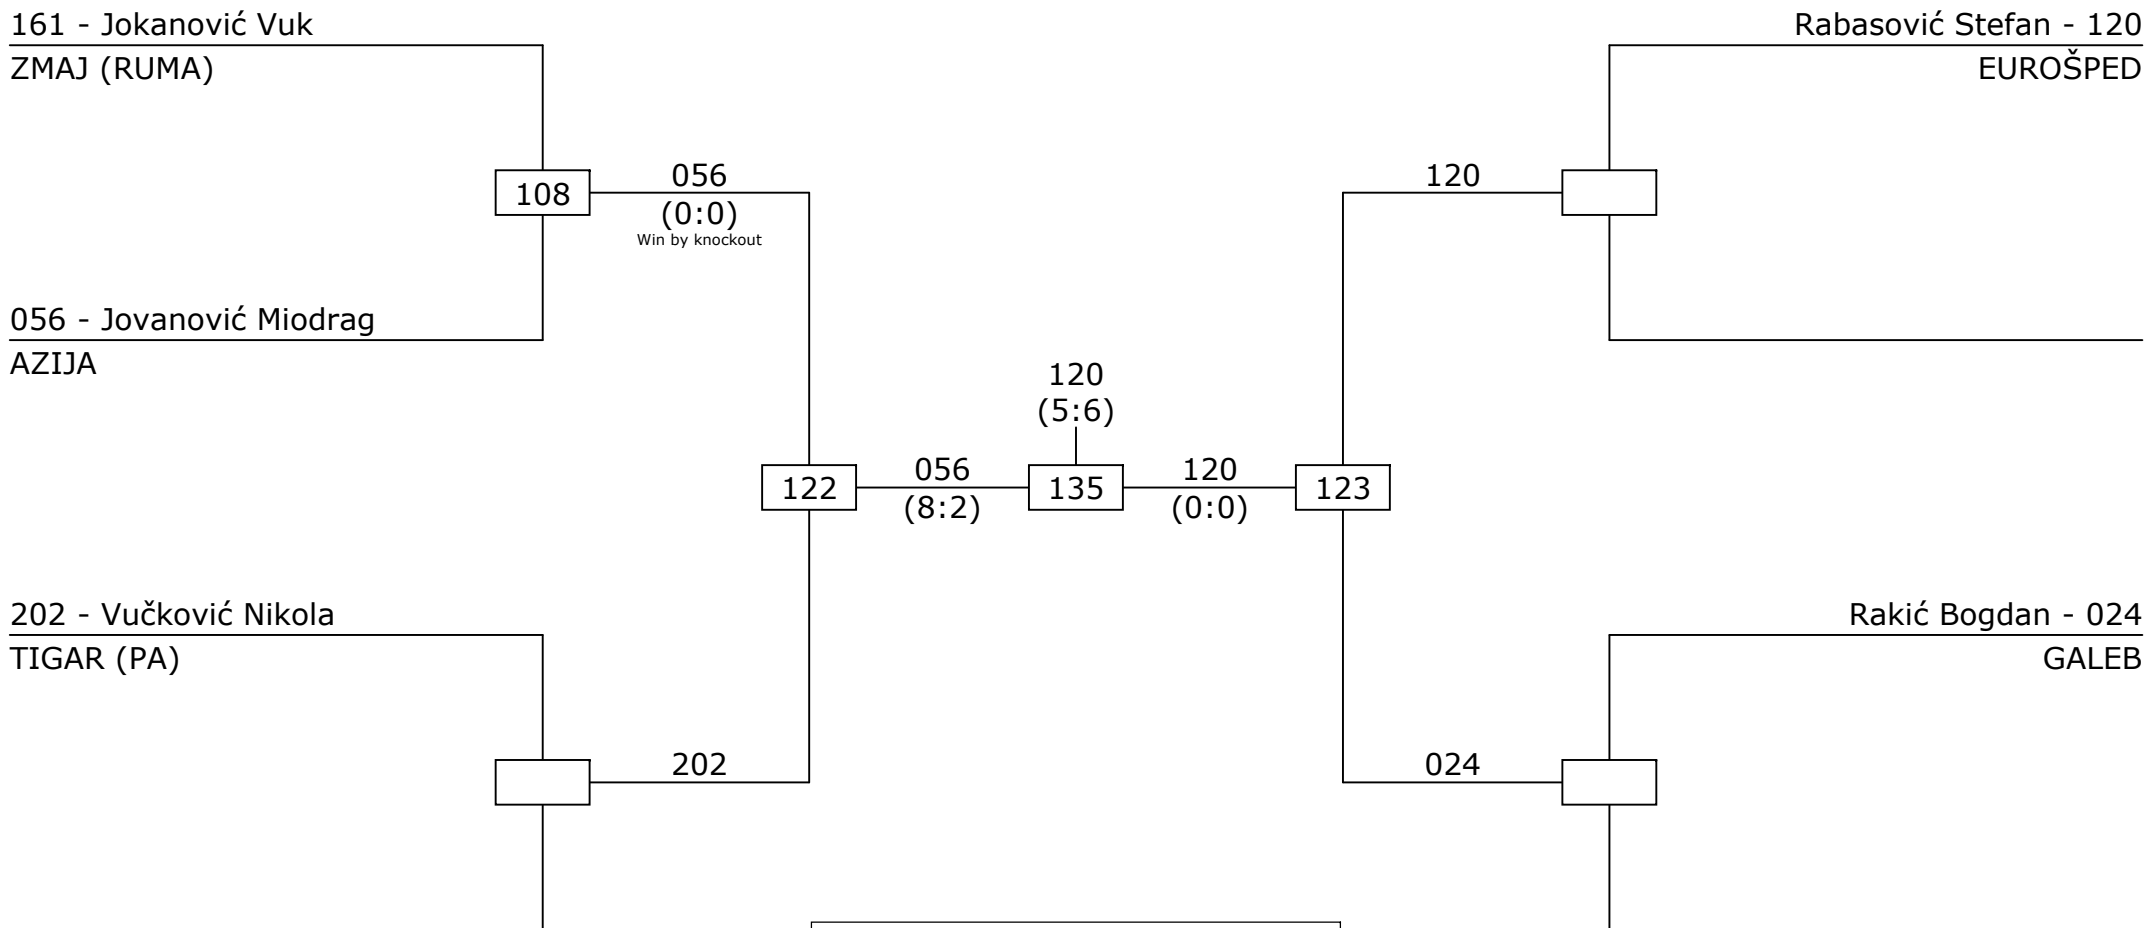 161 - Jokanović Vuk
ZMAJ (RUMA)
Rabasović Stefan - 120
EUROŠPED
108
056
(0:0)
Win by knockout
120
056 - Jovanović Miodrag
AZIJA
120
(5:6)
122
056
(8:2)
135
120
(0:0)
123
202 - Vučković Nikola
TIGAR (PA)
Rakić Bogdan - 024
GALEB
202
024